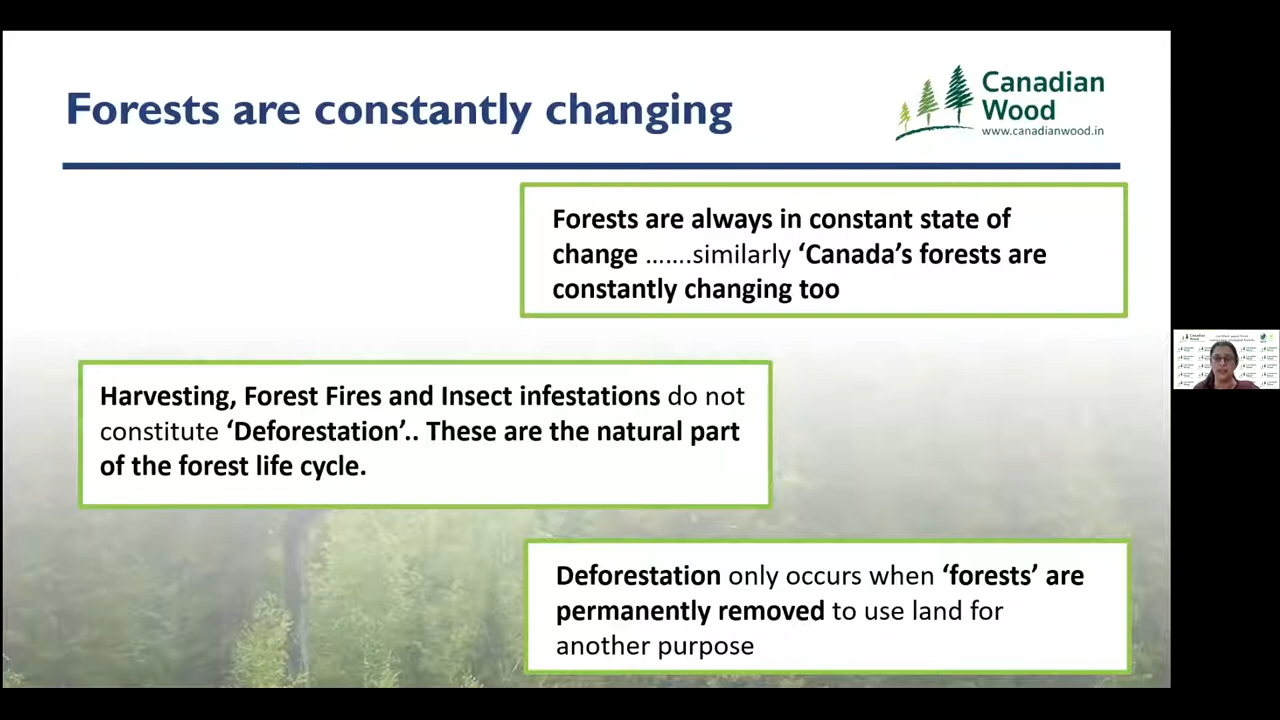 Forests are constantly changing
Canadian
Wood
www.canadianwood.in
Forests are always in constant state of
change .......similarly ‘Canada’s forests are
constantly changing too
Harvesting, Forest Fires and Insect infestations do not
constitute ‘Deforestation’.. These are the natural part
of the forest life cycle.
Deforestation only occurs when ‘forests’ are
permanently removed to use land for
another purpose